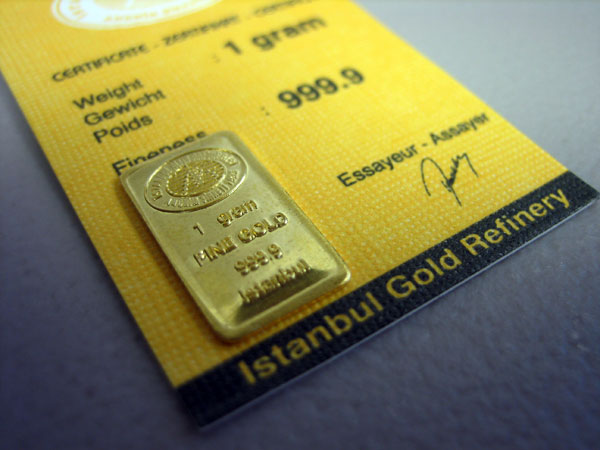 CERTIFICATE - ZERTIFIKAT - CERTIFICAT
Weight : 1 gram
Gewicht
Poids
Fineness : 999.9
Essayeur - Assayer
Istanbul Gold Refinery
1 gram
FINE GOLD
999.9
Istanbul